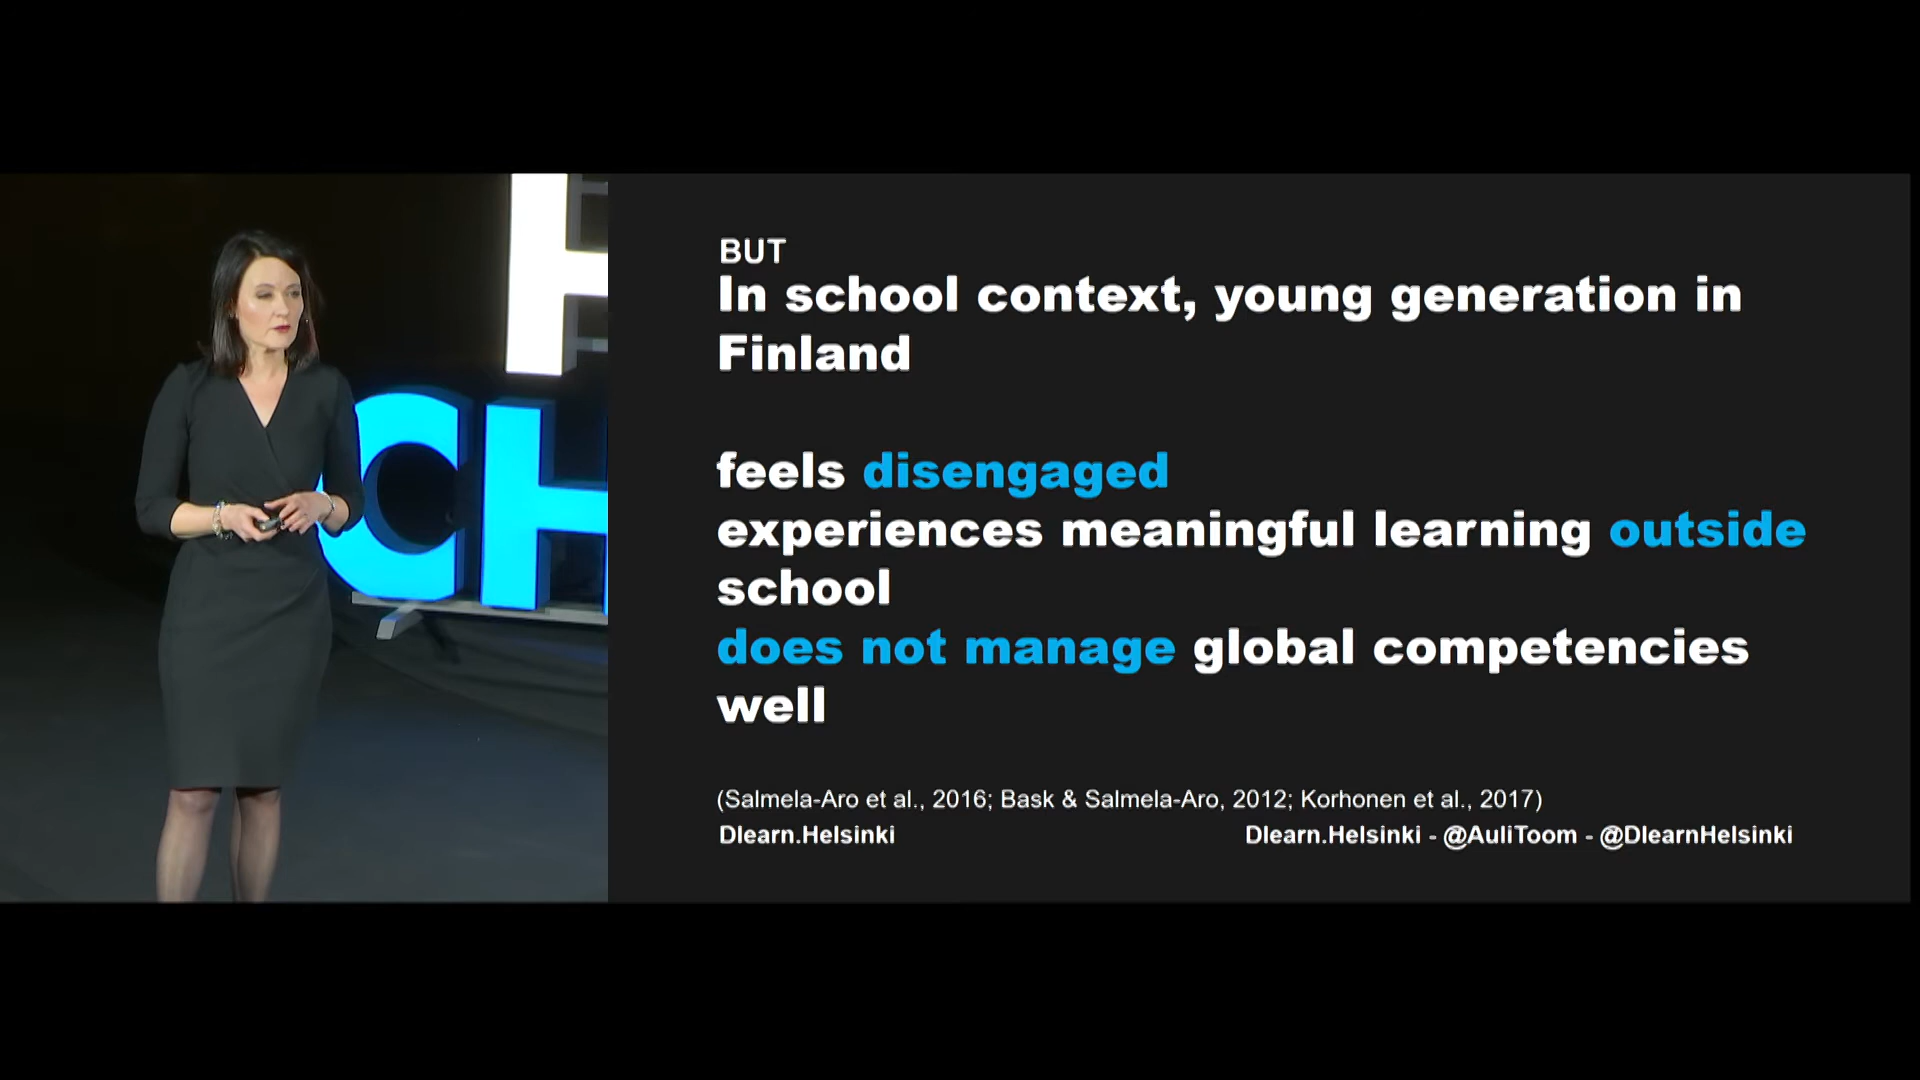 BUT
In school context, young generation in
Finland
feels disengaged
experiences meaningful learning outside
school
does not manage global competencies
well
(Salmela-Aro et al., 2016; Bask & Salmela-Aro, 2012; Korhonen et al., 2017)
Dlearn.Helsinki
Dlearn.Helsinki - @AuliToom - @DlearnHelsinki
CH